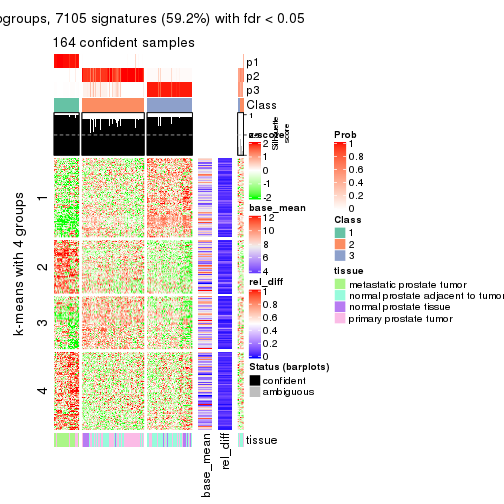 ogroups, 7105 signatures (59.2%) with fdr < 0.05
164 confident samples
p1
p2
p3
Class
1
Silhouette
score
z-score
2
1
0
-1
-2
base_mean
12
10
8
6
4
rel_diff
1
0.8
0.6
0.4
0.2
0
Status (barplots)
confident
ambiguous
Prob
1
0.8
0.6
0.4
0.2
0
Class
1
2
3
tissue
metastatic prostate tumor
normal prostate adjacent to tumor
normal prostate tissue
primary prostate tumor
k-means with 4 groups
1
2
3
4
tissue
base_mean
rel_diff